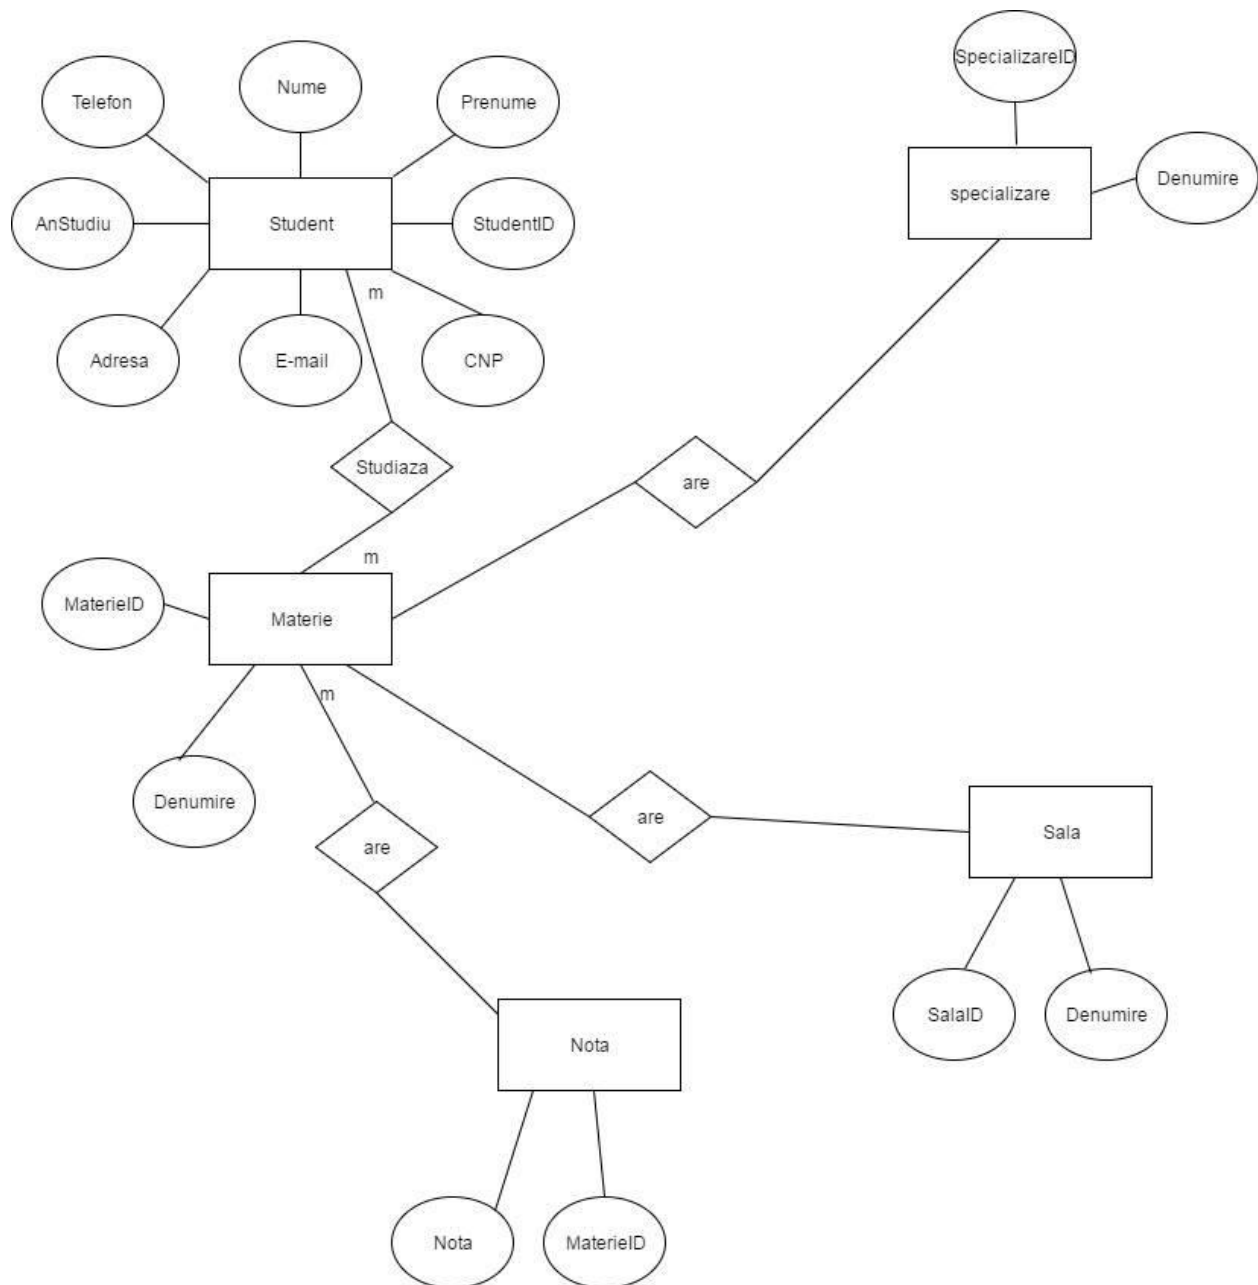 SpecializareID
Nume
Telefon
Prenume
Denumire
specializare
AnStudiu
Student
StudentID
m
Adresa
E-mail
CNP
Studiaza
are
m
MaterieID
Materie
m
Denumire
are
are
Sala
SalaID
Denumire
Nota
Nota
MaterieID